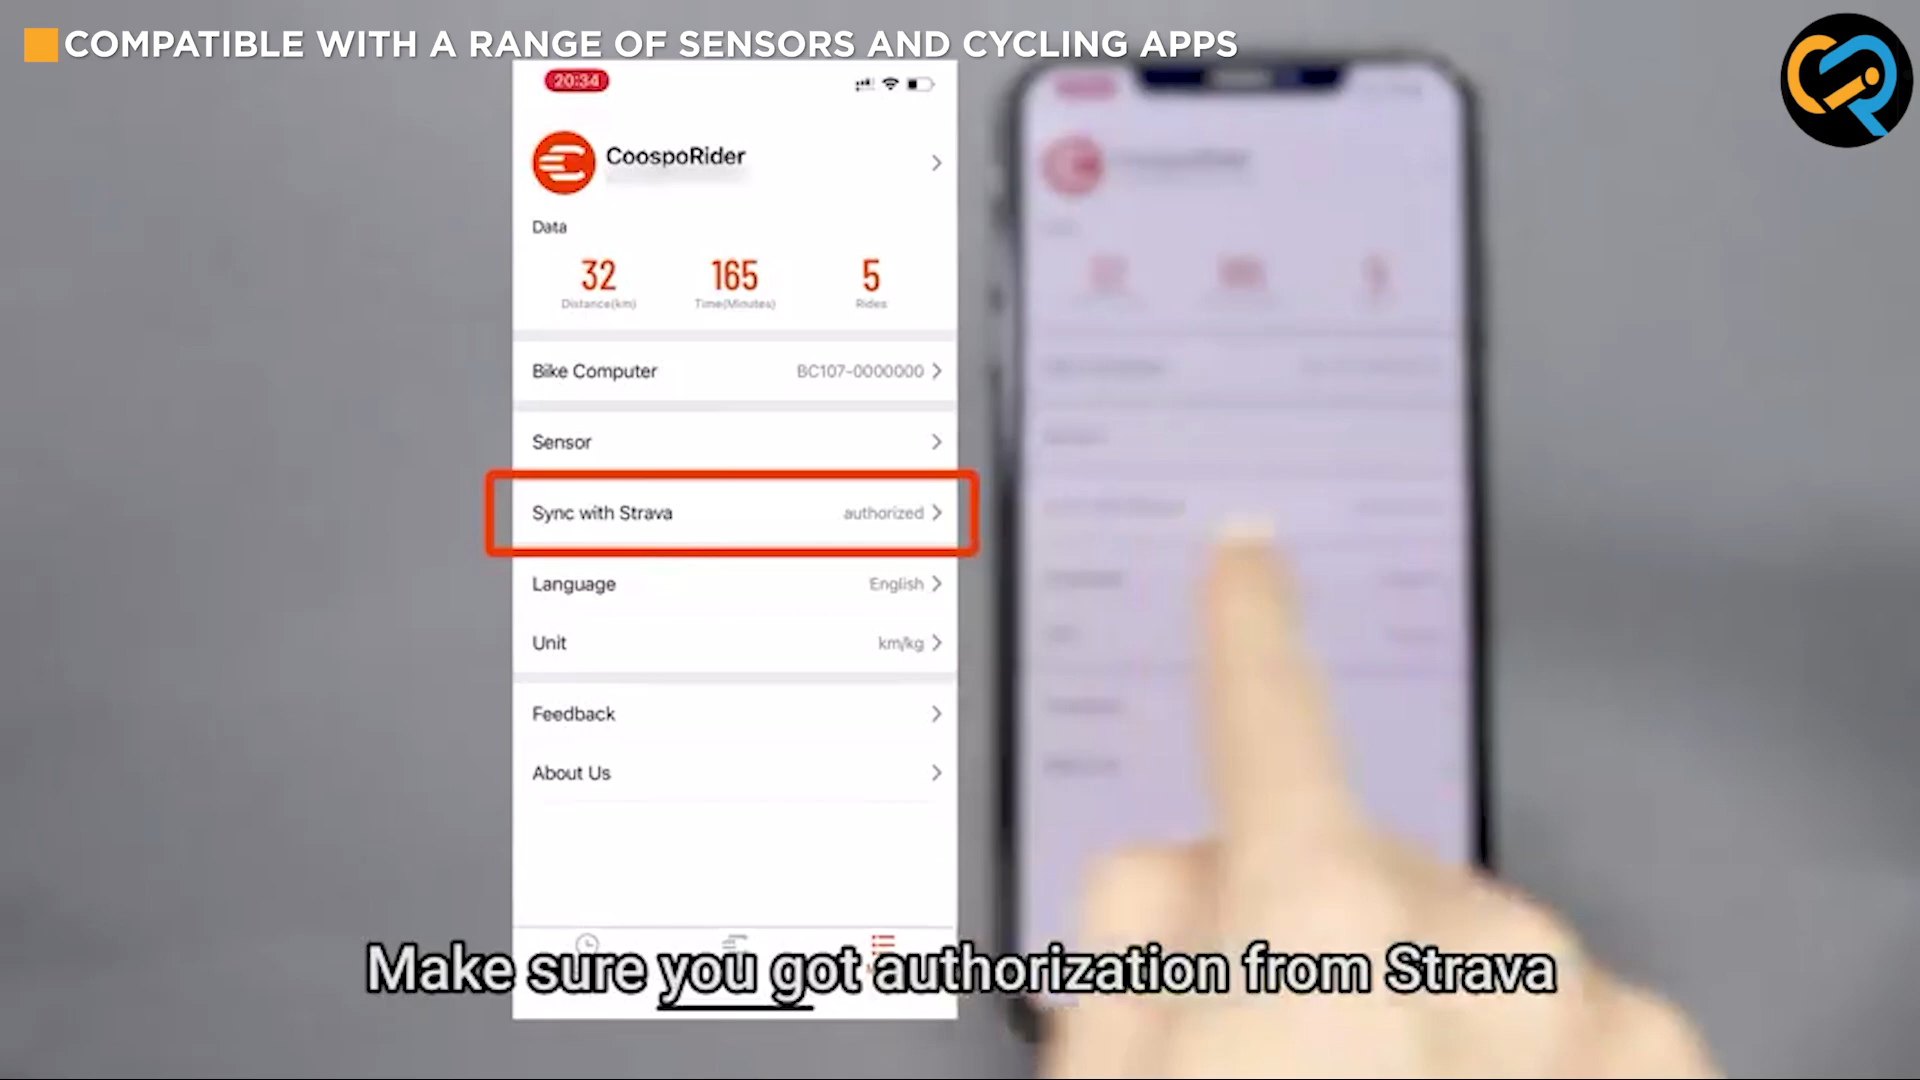 COMPATIBLE WITH A RANGE OF SENSORS AND CYCLING APPS
20:34
CoospoRider
Data
32
165
5
Distance(km)
Time(Minutes)
Rides
Bike Computer
BC107-0000000
Sensor
Sync with Strava
authorized
Language
English
Unit
km/kg
Feedback
About Us
Make sure you got authorization from Strava